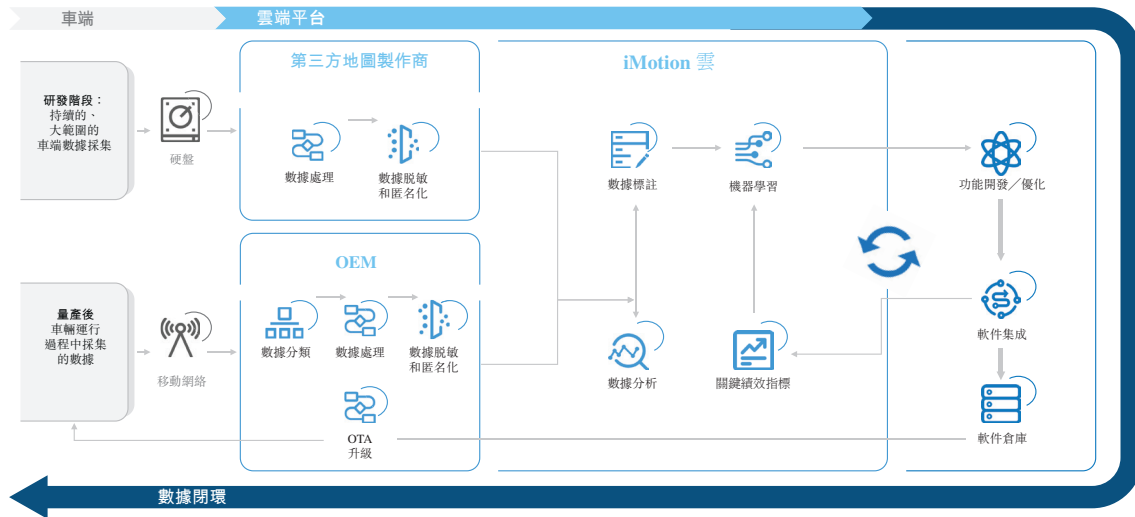 車端
雲端平台
第三方地圖製作商
iMotion 雲
研發階段：
持續的、
大範圍的
車端數據採集
硬盤
數據處理
數據脫敏
和匿名化
數據標註
機器學習
功能開發／優化
OEM
量產後
車輛運行
過程中採集
的數據
移動網絡
數據分類
數據處理
數據脫敏
和匿名化
數據分析
關鍵績效指標
軟件集成
OTA
升級
軟件倉庫
數據閉環